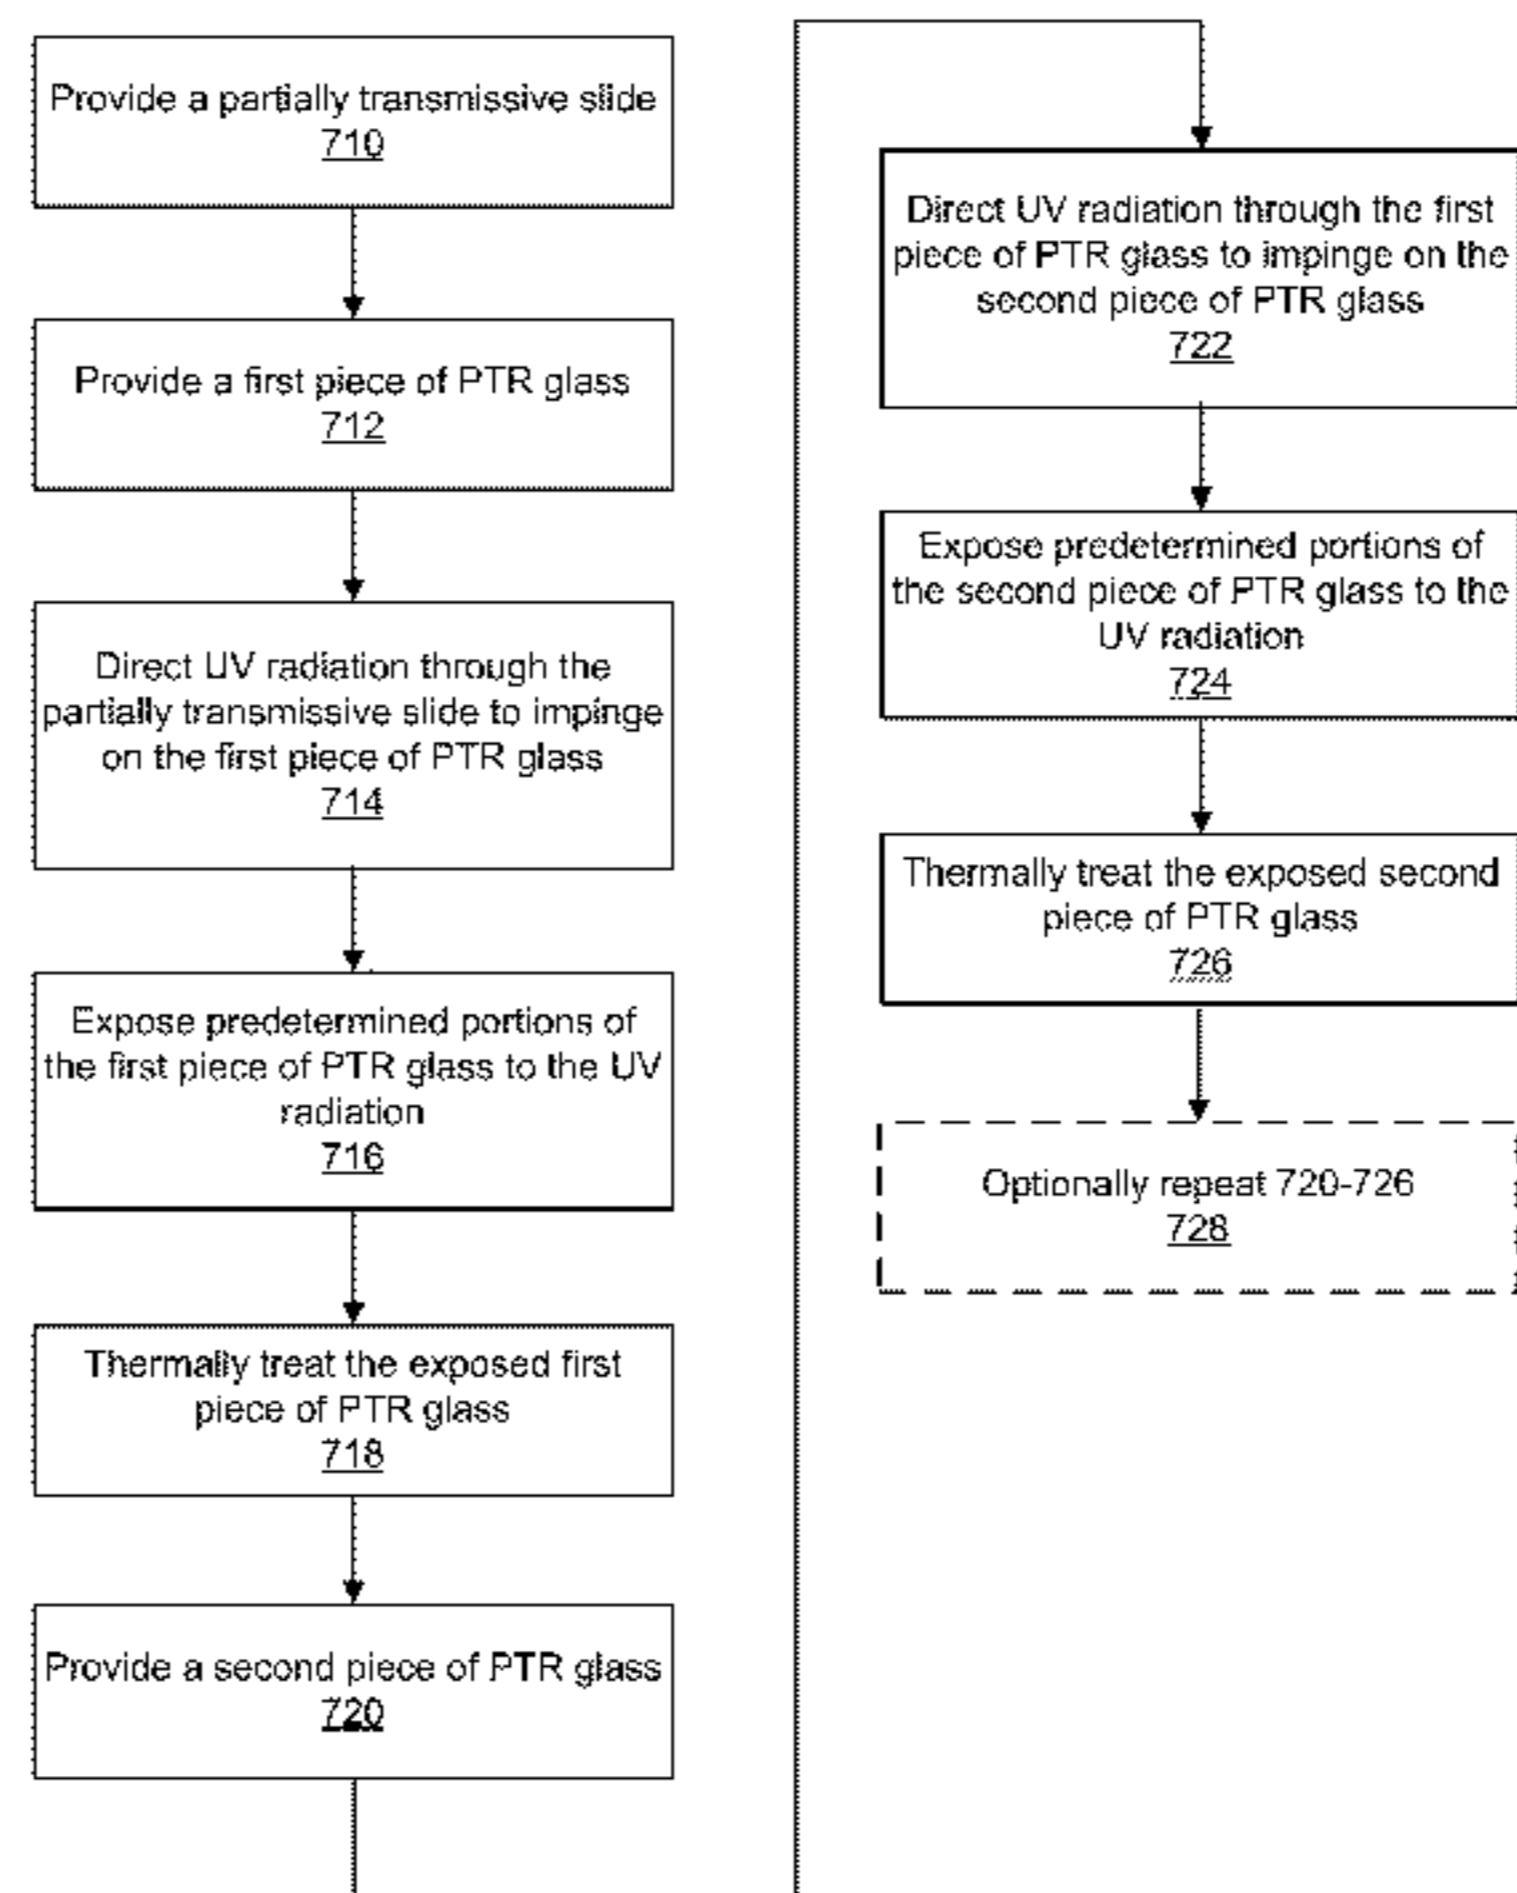 Provide a partially transmissive slide
710
Provide a first piece of PTR glass
712
Direct UV radiation through the
partially transmissive slide to impinge
on the first piece of PTR glass
714
Expose predetermined portions of
the first piece of PTR glass to the UV
radiation
716
Thermally treat the exposed first
piece of PTR glass
718
Provide a second piece of PTR glass
720
Direct UV radiation through the first
piece of PTR glass to impinge on the
second piece of PTR glass
722
Expose predetermined portions of
the second piece of PTR glass to the
UV radiation
724
Thermally treat the exposed second
piece of PTR glass
726
Optionally repeat 720-726
728